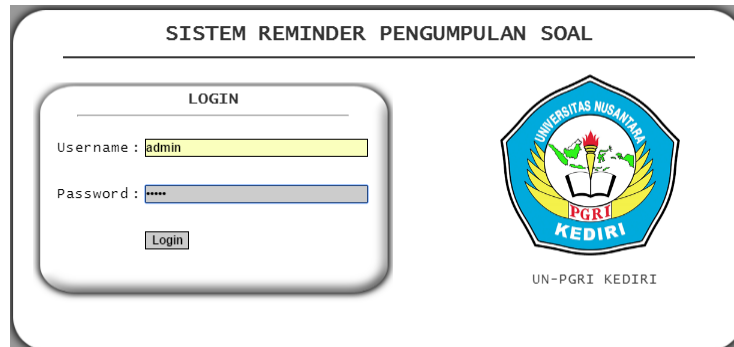 SISTEM REMINDER PENGUMPULAN SOAL
LOGIN
Username : admin
Password : •••••
Login
UNIVERSITAS NUSANTARA
PGRI
KEDIRI
UN-PGRI KEDIRI